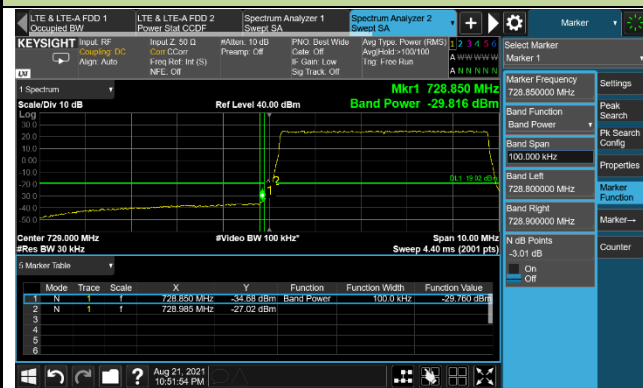 LTE & LTE-A FDD 1
Occupied BW
LTE & LTE-A FDD 2
Power Stat CCDF
Spectrum Analyzer 1
Swept SA
Spectrum Analyzer 2
Swept SA
Marker
KEYSIGHT
Input: RF
Coupling: DC
Align: Auto
Input Z: 50 Ω
Corr CCorr
Freq Ref: Int (S)
NFE: Off
#Atten: 10 dB
Preamp: Off
PNO: Best Wide
Gate: Off
IF Gain: Low
Sig Track: Off
Avg Type: Power (RMS)
Avg|Hold:>100/100
Trig: Free Run
1 2 3 4 5 6
A W W W W W
A N N N N N
LXI
Select Marker
Marker 1
1 Spectrum
Scale/Div 10 dB
Log
Ref Level 40.00 dBm
Mkr1 728.850 MHz
Band Power -29.816 dBm
30.0
20.0
10.0
0.00
-10.0
-20.0
-30.0
-40.0
-50.0
DL1 -19.02 dBm
1
2
Center 729.000 MHz
#Res BW 30 kHz
#Video BW 100 kHz*
Span 10.00 MHz
Sweep 4.40 ms (2001 pts)
5 Marker Table
Mode Trace Scale X Y Function Function Width Function Value
1 N 1 f 728.850 MHz -34.68 dBm Band Power 100.0 kHz -29.760 dBm
2 N 1 f 728.985 MHz -27.02 dBm
3
4
5
6
Marker Frequency
728.850000 MHz
Band Function
Band Power
Band Span
100.000 kHz
Band Left
728.800000 MHz
Band Right
728.900000 MHz
N dB Points
-3.01 dB
On
Off
Settings
Peak
Search
Pk Search
Config
Properties
Marker
Function
Marker→
Counter
?
Aug 21, 2021
10:51:54 PM